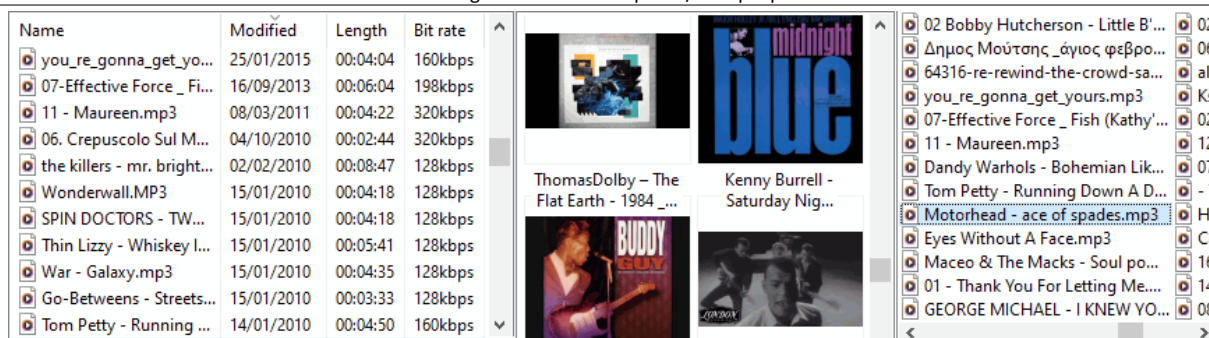 Name Modified Length Bit rate
you_re_gonna_get_yo... 25/01/2015 00:04:04 160kbps
07-Effective Force _ Fi... 16/09/2013 00:06:04 198kbps
11 - Maureen.mp3 08/03/2011 00:04:22 320kbps
06. Crepuscolo Sul M... 04/10/2010 00:02:44 320kbps
the killers - mr. bright... 02/02/2010 00:08:47 128kbps
Wonderwall.MP3 15/01/2010 00:04:18 128kbps
SPIN DOCTORS - TW... 15/01/2010 00:04:18 128kbps
Thin Lizzy - Whiskey I... 15/01/2010 00:05:41 128kbps
War - Galaxy.mp3 15/01/2010 00:04:35 128kbps
Go-Betweens - Streets... 15/01/2010 00:03:33 128kbps
Tom Petty - Running ... 14/01/2010 00:04:50 160kbps
midnight
blue
ThomasDolby – The
Flat Earth - 1984 _...
Kenny Burrell -
Saturday Nig...
BUDDY
GUY
LONDON
02 Bobby Hutcherson - Little B'...
Δημος Μούτσης _άγιος φεβρο...
64316-re-rewind-the-crowd-sa...
you_re_gonna_get_yours.mp3
07-Effective Force _ Fish (Kathy'...
11 - Maureen.mp3
Dandy Warhols - Bohemian Lik...
Tom Petty - Running Down A D...
Motorhead - ace of spades.mp3
Eyes Without A Face.mp3
Maceo & The Macks - Soul po...
01 - Thank You For Letting Me....
GEORGE MICHAEL - I KNEW YO...